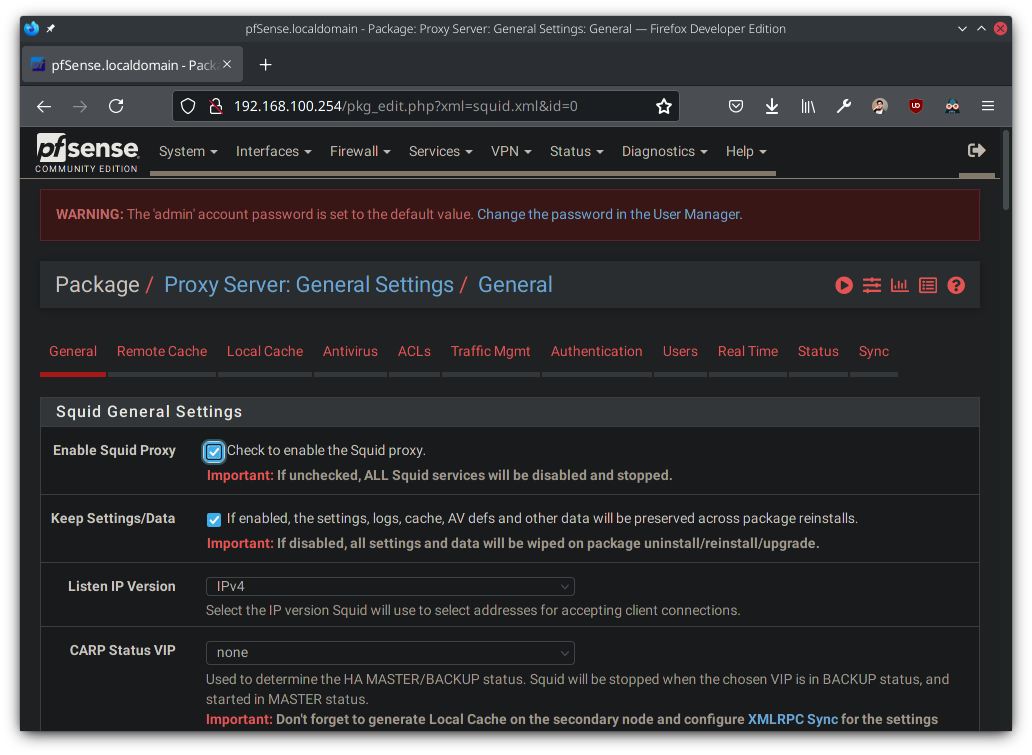 pfSense.localdomain - Package: Proxy Server: General Settings: General — Firefox Developer Edition
pfSense.localdomain - Pack
192.168.100.254/pkg_edit.php?xml=squid.xml&id=0
pfsense
COMMUNITY EDITION
System Interfaces Firewall Services VPN Status Diagnostics Help
WARNING: The 'admin' account password is set to the default value. Change the password in the User Manager.
Package / Proxy Server: General Settings / General
General Remote Cache Local Cache Antivirus ACLs Traffic Mgmt Authentication Users Real Time Status Sync
Squid General Settings
Enable Squid Proxy Check to enable the Squid proxy.
Important: If unchecked, ALL Squid services will be disabled and stopped.
Keep Settings/Data If enabled, the settings, logs, cache, AV defs and other data will be preserved across package reinstalls.
Important: If disabled, all settings and data will be wiped on package uninstall/reinstall/upgrade.
Listen IP Version IPv4
Select the IP version Squid will use to select addresses for accepting client connections.
CARP Status VIP none
Used to determine the HA MASTER/BACKUP status. Squid will be stopped when the chosen VIP is in BACKUP status, and
started in MASTER status.
Important: Don't forget to generate Local Cache on the secondary node and configure XMLRPC Sync for the settings